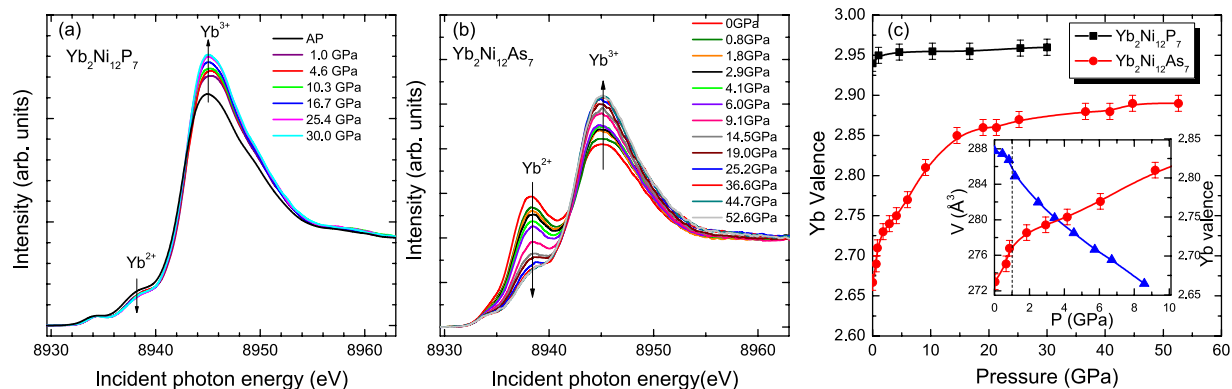 (a)
Yb3+
Yb2Ni12P7
AP
1.0 GPa
4.6 GPa
10.3 GPa
16.7 GPa
25.4 GPa
30.0 GPa
Yb2+
Intensity (arb. units)
8930 8940 8950 8960
Incident photon energy (eV)
(b)
Yb3+
Yb2Ni12As7
0GPa
0.8GPa
1.8GPa
2.9GPa
4.1GPa
6.0GPa
9.1GPa
14.5GPa
19.0GPa
25.2GPa
36.6GPa
44.7GPa
52.6GPa
Yb2+
Intensity (arb. units)
8930 8940 8950 8960
Incident photon energy(eV)
(c)
Yb2Ni12P7
Yb2Ni12As7
3.00
2.95
2.90
2.85
2.80
2.75
2.70
2.65
2.60
Yb Valence
0 10 20 30 40 50 60
Pressure (GPa)
288
284
280
276
272
V (Å3)
0 2 4 6 8 10
P (GPa)
2.80
2.75
2.70
2.65
Yb valence